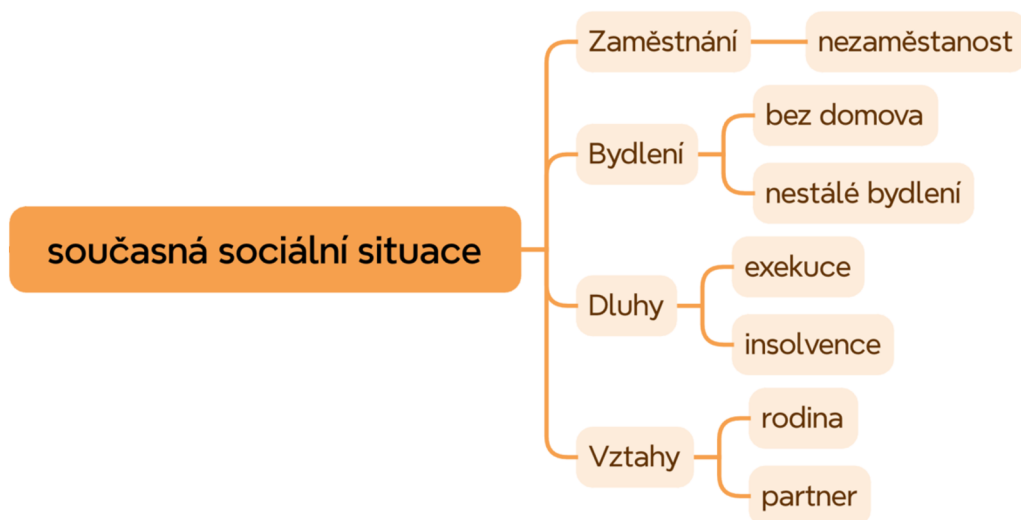 současná sociální situace
Zaměstnání
nezaměstanost
Bydlení
bez domova
nestálé bydlení
Dluhy
exekuce
insolvence
Vztahy
rodina
partner